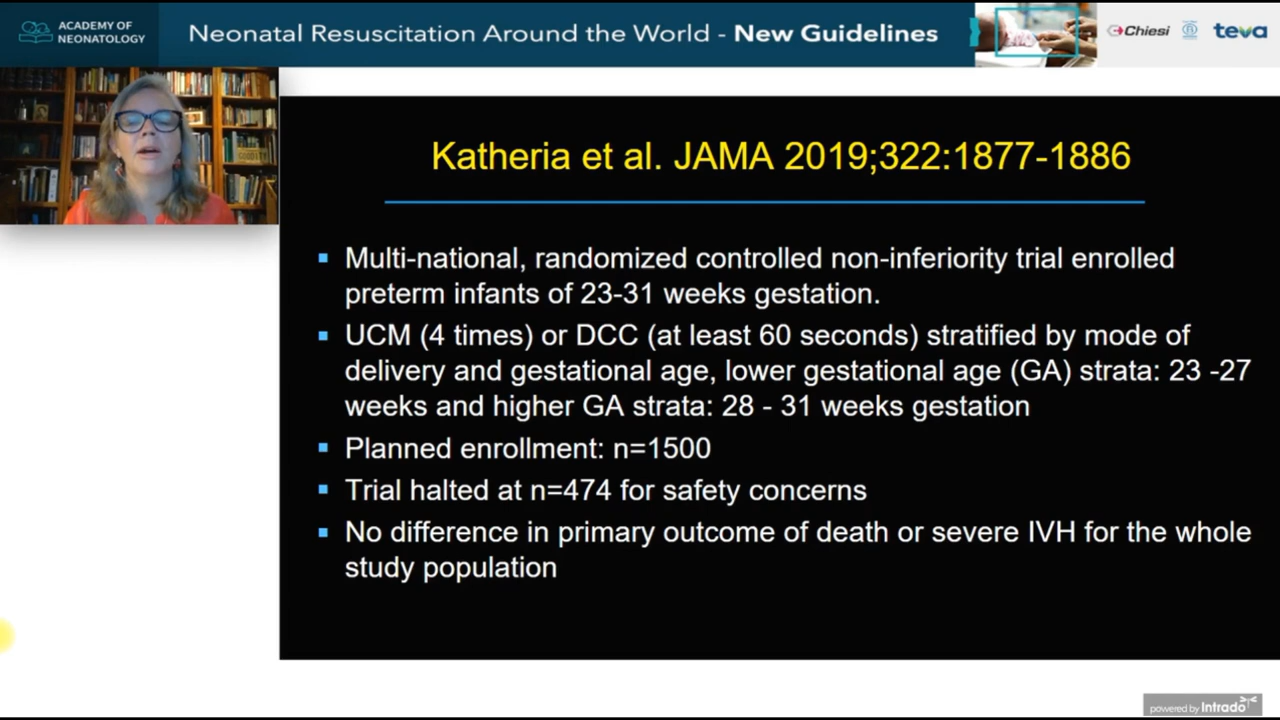 ACADEMY OF
NEONATOLOGY
Neonatal Resuscitation Around the World - New Guidelines
Chiesi
teva
Katheria et al. JAMA 2019;322:1877-1886
Multi-national, randomized controlled non-inferiority trial enrolled
preterm infants of 23-31 weeks gestation.
UCM (4 times) or DCC (at least 60 seconds) stratified by mode of
delivery and gestational age, lower gestational age (GA) strata: 23 -27
weeks and higher GA strata: 28 - 31 weeks gestation
Planned enrollment: n=1500
Trial halted at n=474 for safety concerns
No difference in primary outcome of death or severe IVH for the whole
study population
powered by Intrado